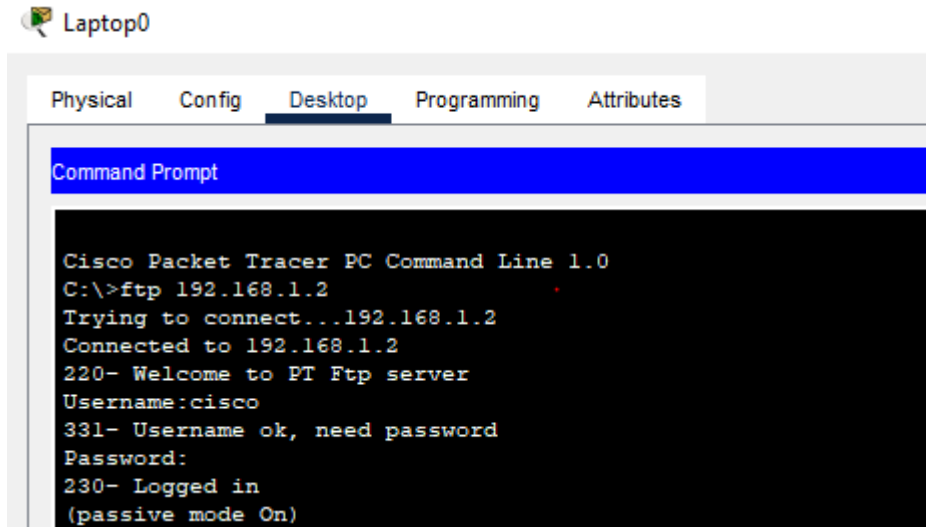 Laptop0
Physical Config Desktop Programming Attributes
Command Prompt
Cisco Packet Tracer PC Command Line 1.0
C:\>ftp 192.168.1.2
Trying to connect...192.168.1.2
Connected to 192.168.1.2
220- Welcome to PT Ftp server
Username:cisco
331- Username ok, need password
Password:
230- Logged in
(passive mode On)